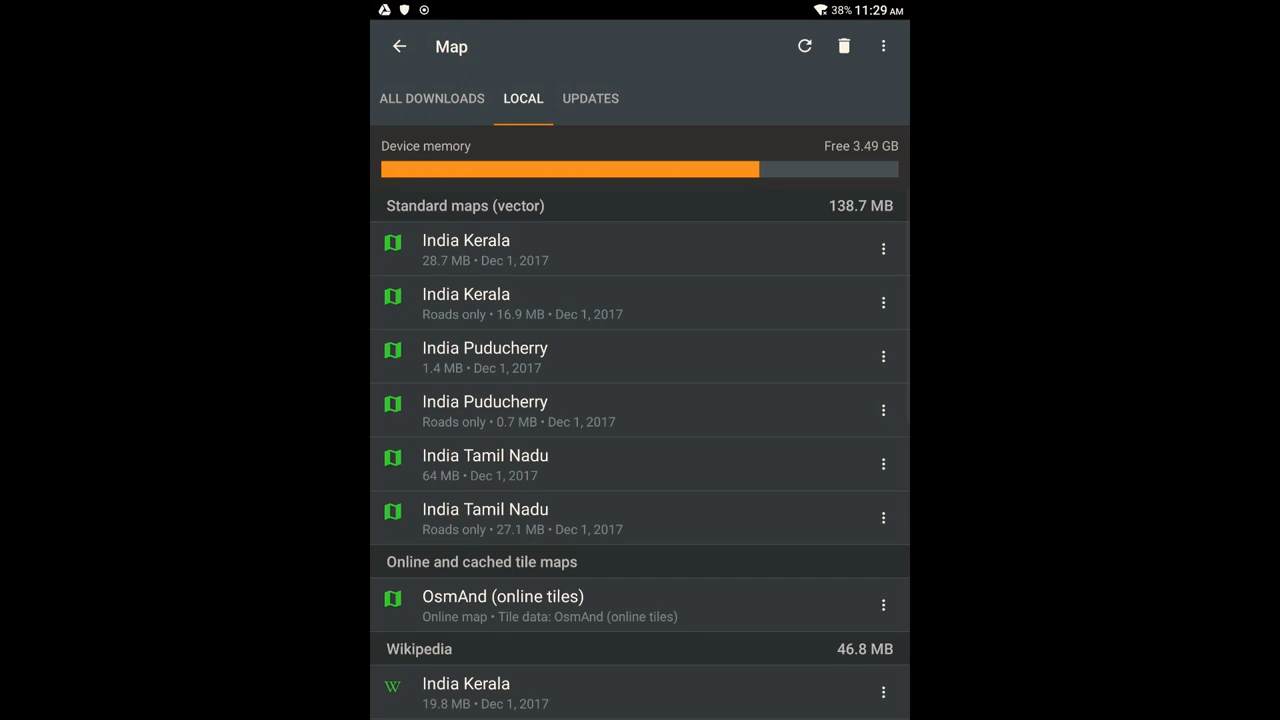 38% 11:29 AM
Map
ALL DOWNLOADS LOCAL UPDATES
Device memory Free 3.49 GB
Standard maps (vector) 138.7 MB
India Kerala
28.7 MB • Dec 1, 2017
India Kerala
Roads only • 16.9 MB • Dec 1, 2017
India Puducherry
1.4 MB • Dec 1, 2017
India Puducherry
Roads only • 0.7 MB • Dec 1, 2017
India Tamil Nadu
64 MB • Dec 1, 2017
India Tamil Nadu
Roads only • 27.1 MB • Dec 1, 2017
Online and cached tile maps
OsmAnd (online tiles)
Online map • Tile data: OsmAnd (online tiles)
Wikipedia 46.8 MB
W India Kerala
19.8 MB • Dec 1, 2017